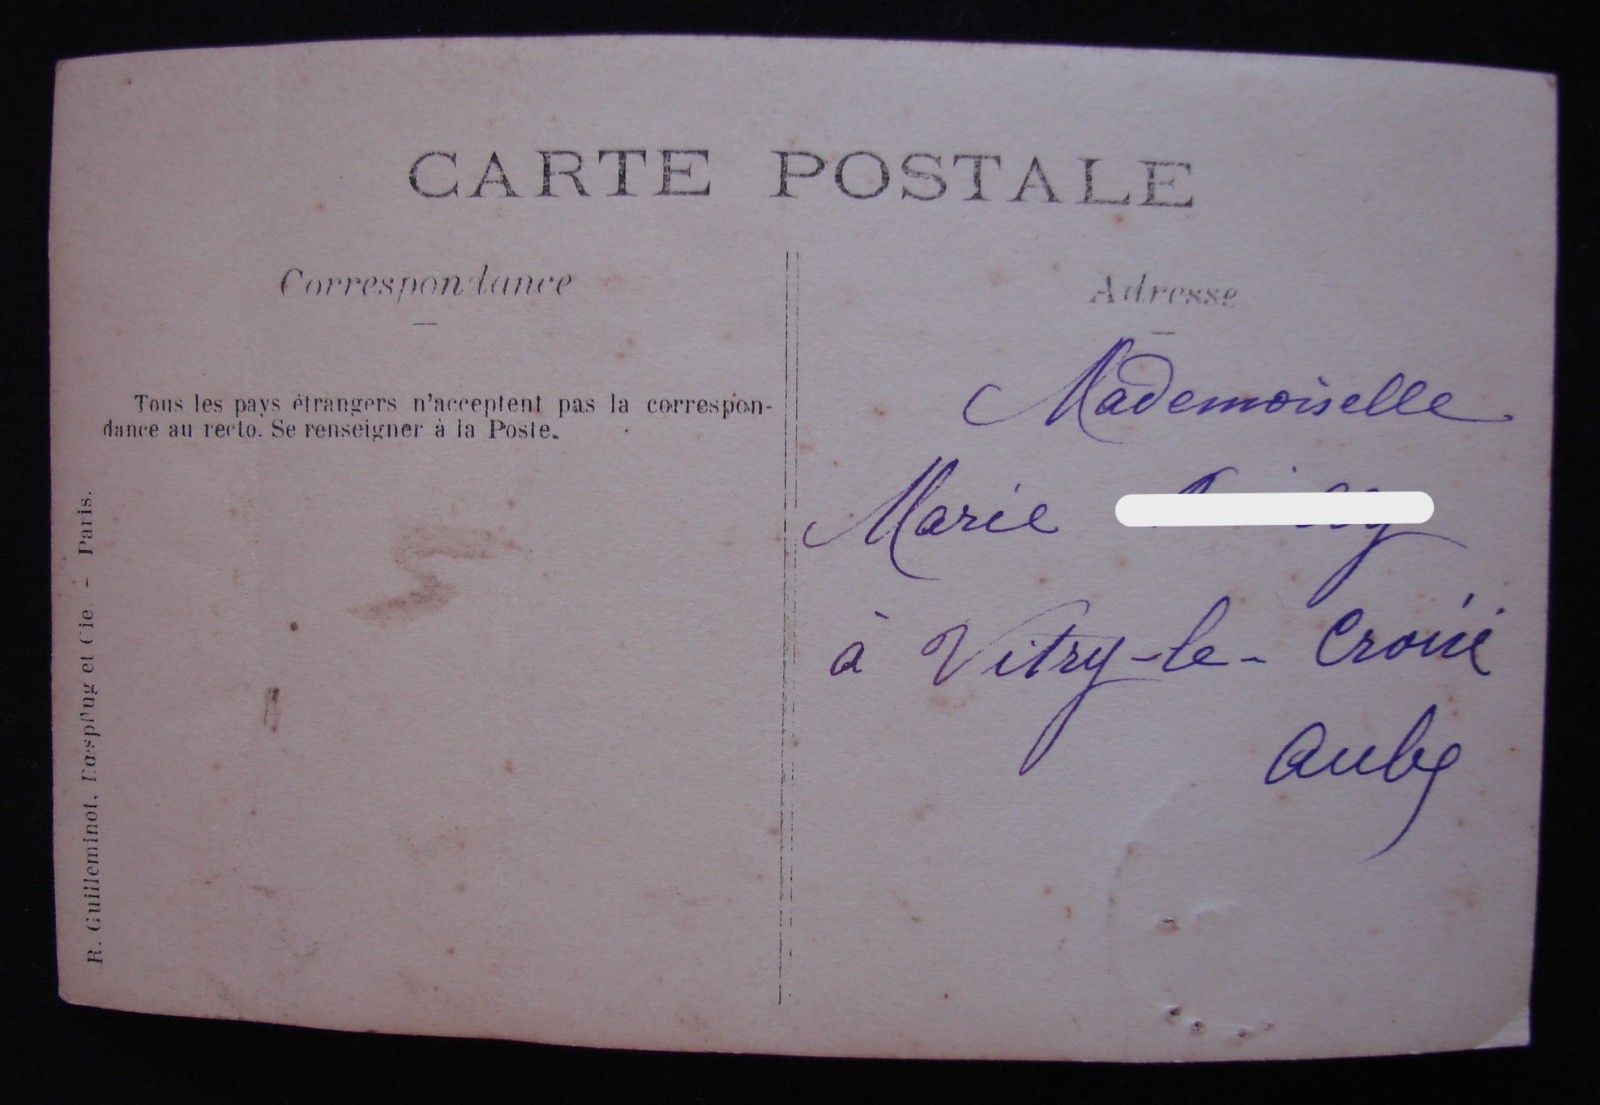 CARTE POSTALE
Correspondance
Tous les pays étrangers n'acceptent pas la correspon-
dance au recto. Se renseigner à la Poste.
R. Guilleminot, Bœspflug et Cie - Paris.
Adresse
Mademoiselle
Marie
à Vitry-le-Croisé
Aube